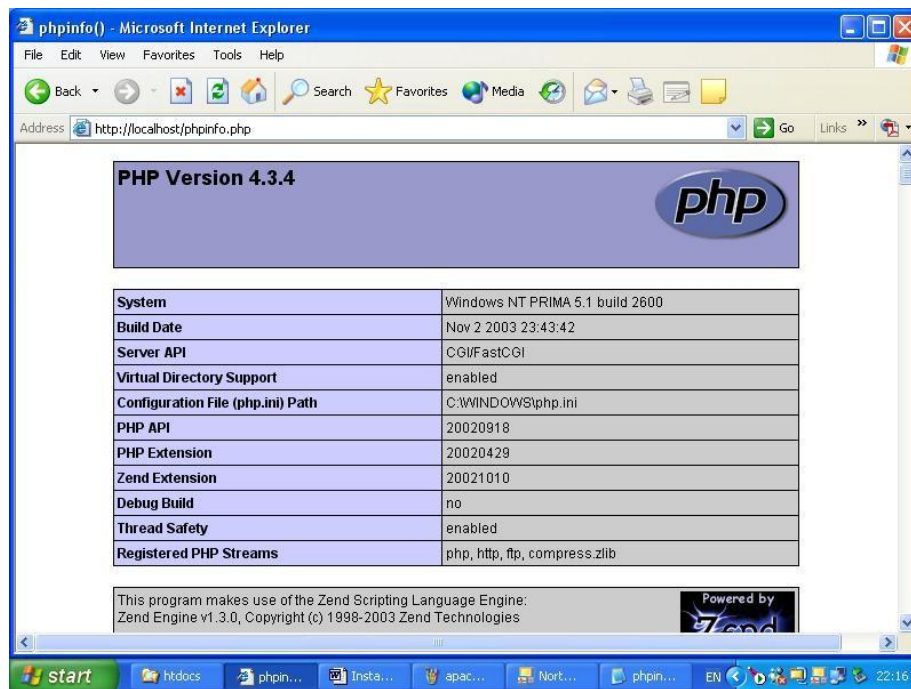 phpinfo() - Microsoft Internet Explorer
File Edit View Favorites Tools Help
Back Search Favorites Media
Address http://localhost/phpinfo.php Go Links »
PHP Version 4.3.4
php
System Windows NT PRIMA 5.1 build 2600
Build Date Nov 2 2003 23:43:42
Server API CGI/FastCGI
Virtual Directory Support enabled
Configuration File (php.ini) Path C:\WINDOWS\php.ini
PHP API 20020918
PHP Extension 20020429
Zend Extension 20021010
Debug Build no
Thread Safety enabled
Registered PHP Streams php, http, ftp, compress.zlib
This program makes use of the Zend Scripting Language Engine:
Zend Engine v1.3.0, Copyright (c) 1998-2003 Zend Technologies
Powered by
Zend
start htdocs phpin... Insta... apac... Nort... phpin... EN 22:16